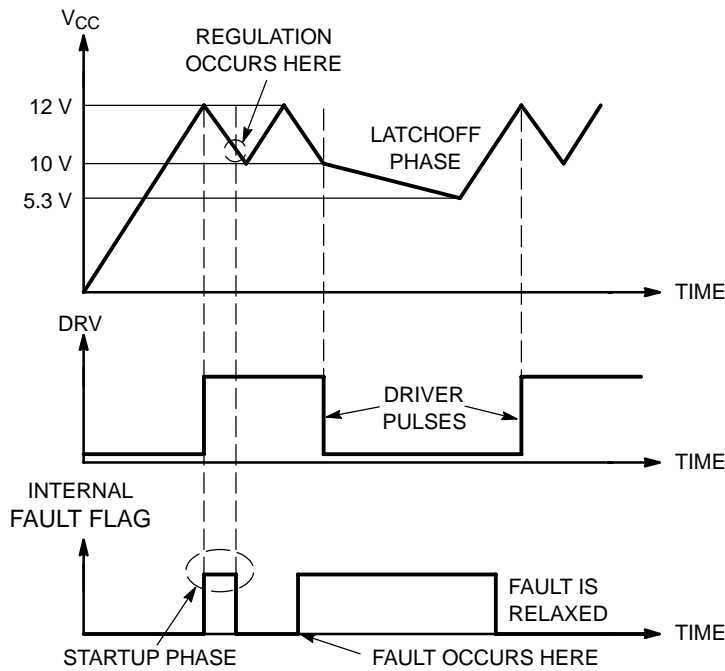 VCC
REGULATION
OCCURS HERE
12 V
LATCHOFF
PHASE
10 V
5.3 V
TIME
DRV
DRIVER
PULSES
TIME
INTERNAL
FAULT FLAG
FAULT IS
RELAXED
TIME
STARTUP PHASE
FAULT OCCURS HERE